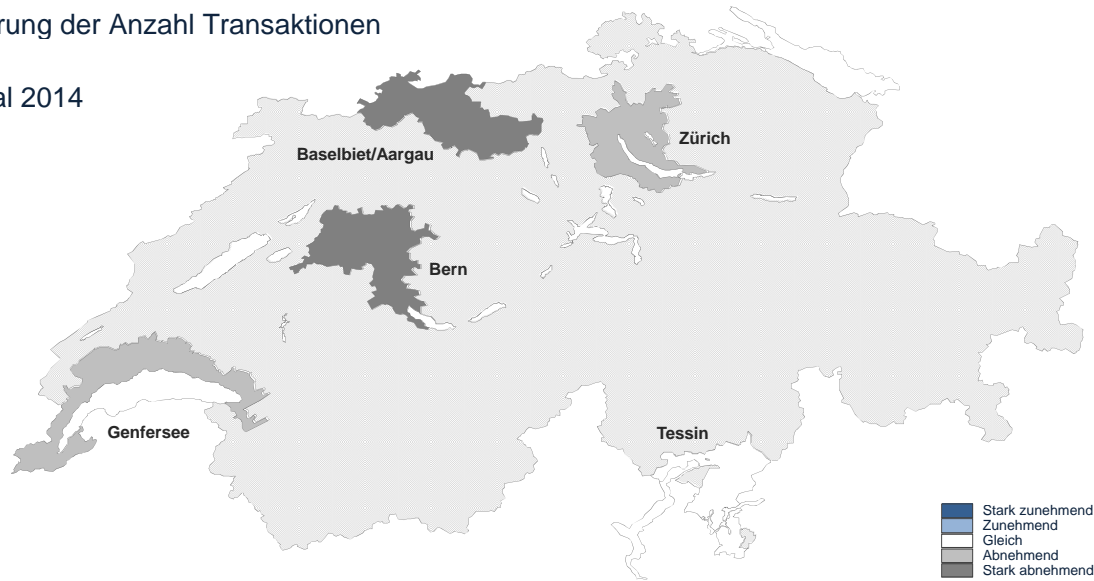 rung der Anzahl Transaktionen
al 2014
Zürich
Baselbiet/Aargau
Bern
Genfersee
Tessin
Stark zunehmend
Zunehmend
Gleich
Abnehmend
Stark abnehmend